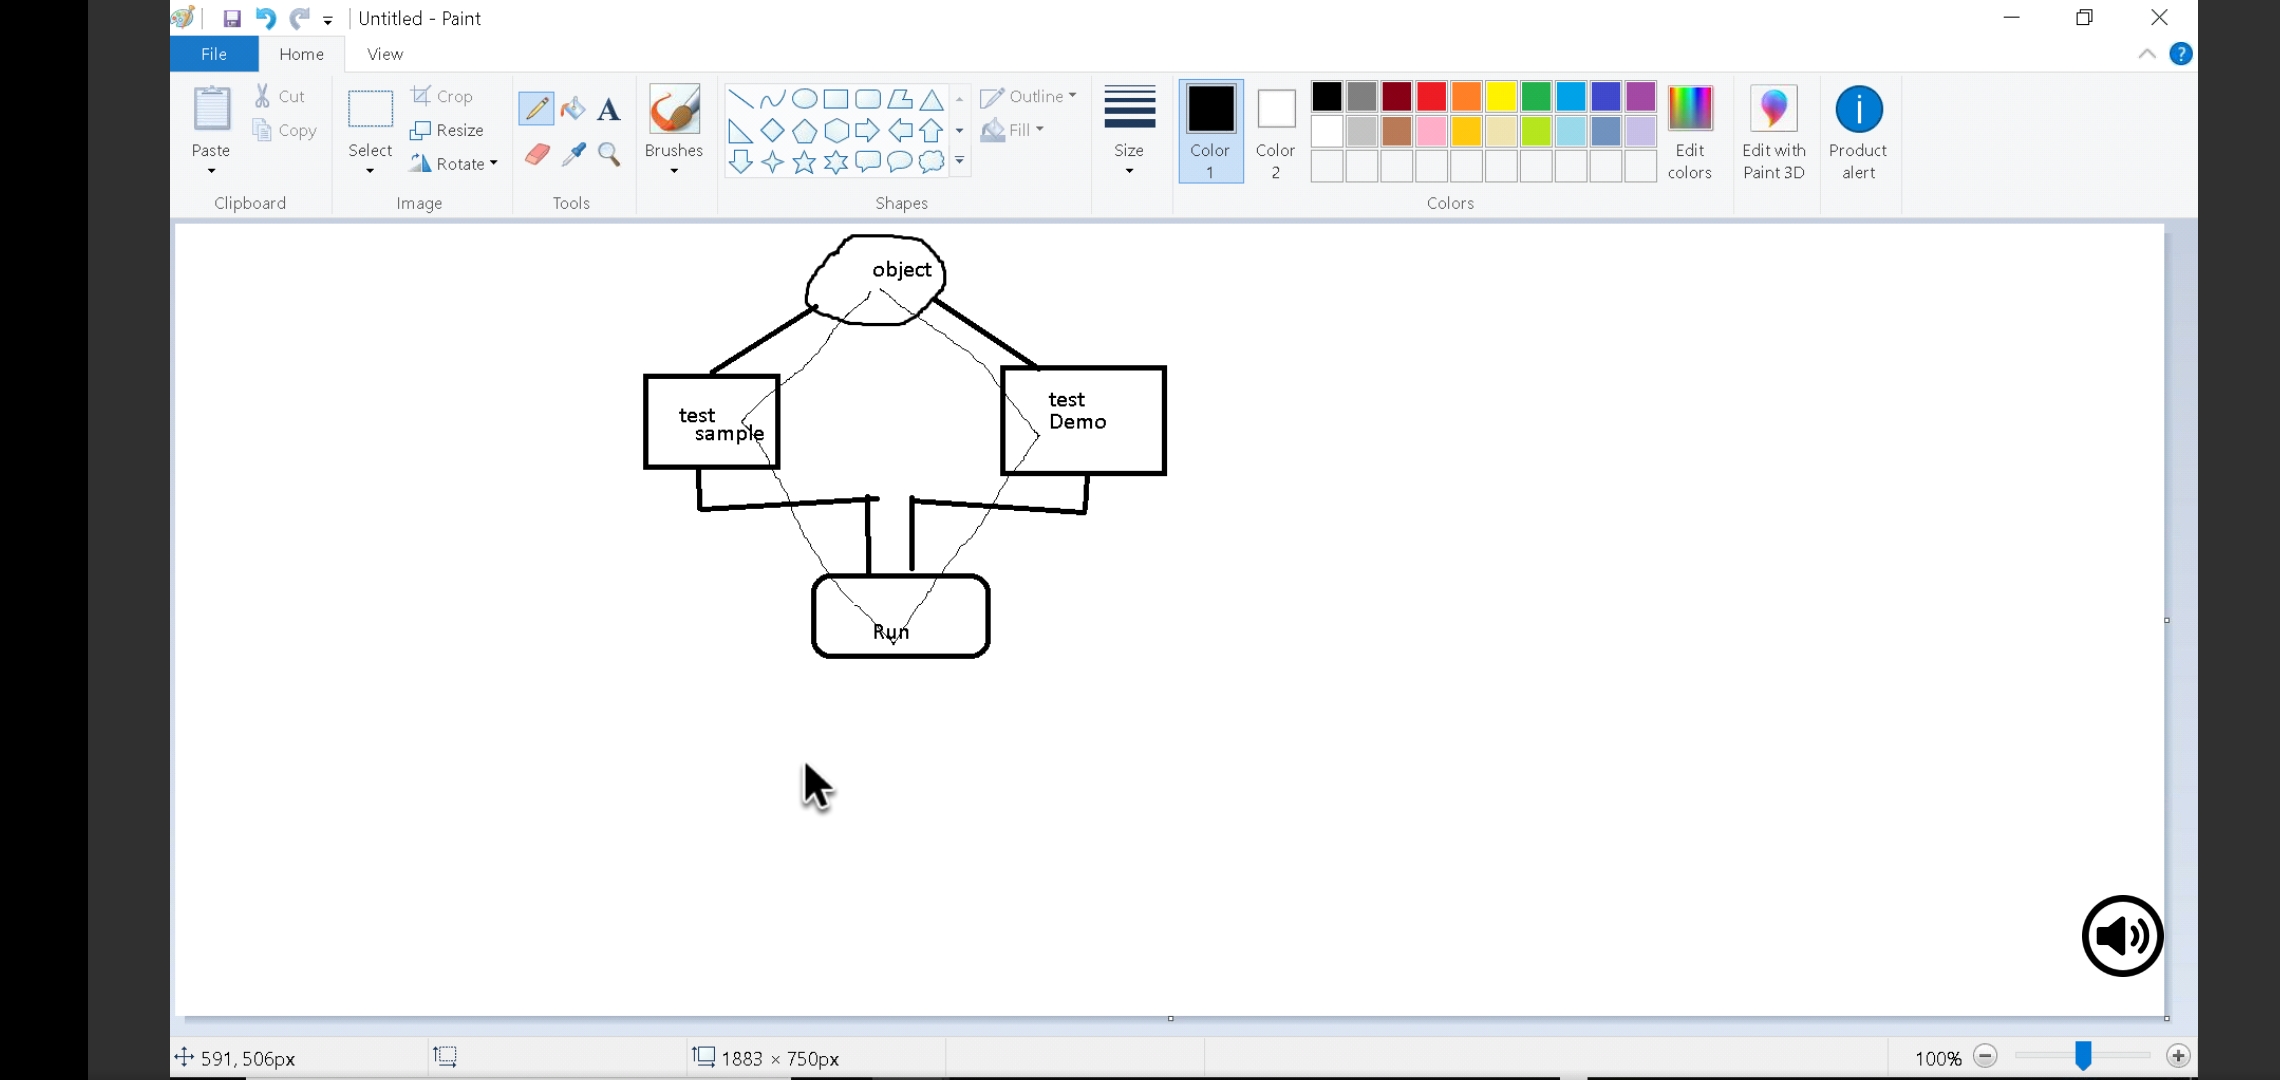 Untitled - Paint
File Home View
Cut Crop Outline Fill
Copy Resize
Paste Select Rotate Brushes Size Color 1 Color 2 Edit colors Edit with Paint 3D Product alert
Clipboard Image Tools Shapes Colors
object
test
sample
test
Demo
Run
591, 506px 1883 × 750px 100%